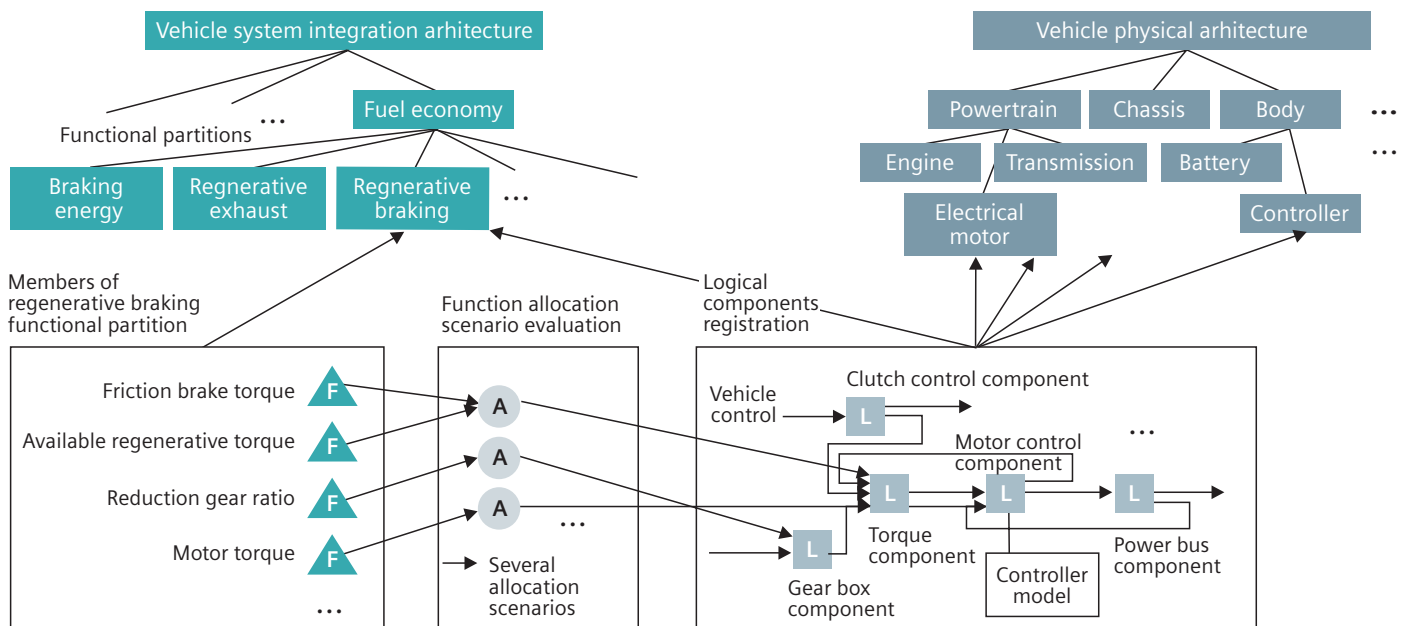 Vehicle system integration arhitecture
Vehicle physical arhitecture
Functional partitions
...
Fuel economy
Powertrain
Chassis
Body
...
Braking
energy
Regnerative
exhaust
Regnerative
braking
...
Engine
Transmission
Battery
...
Electrical
motor
Controller
Members of
regenerative braking
functional partition
Function allocation
scenario evaluation
Logical
components
registration
Friction brake torque
F
Available regenerative torque
F
Reduction gear ratio
F
Motor torque
F
...
A
A
A
...
Several
allocation
scenarios
Vehicle
control
L
Clutch control component
Motor control
component
...
L
Torque
component
L
L
Power bus
component
L
Gear box
component
Controller
model